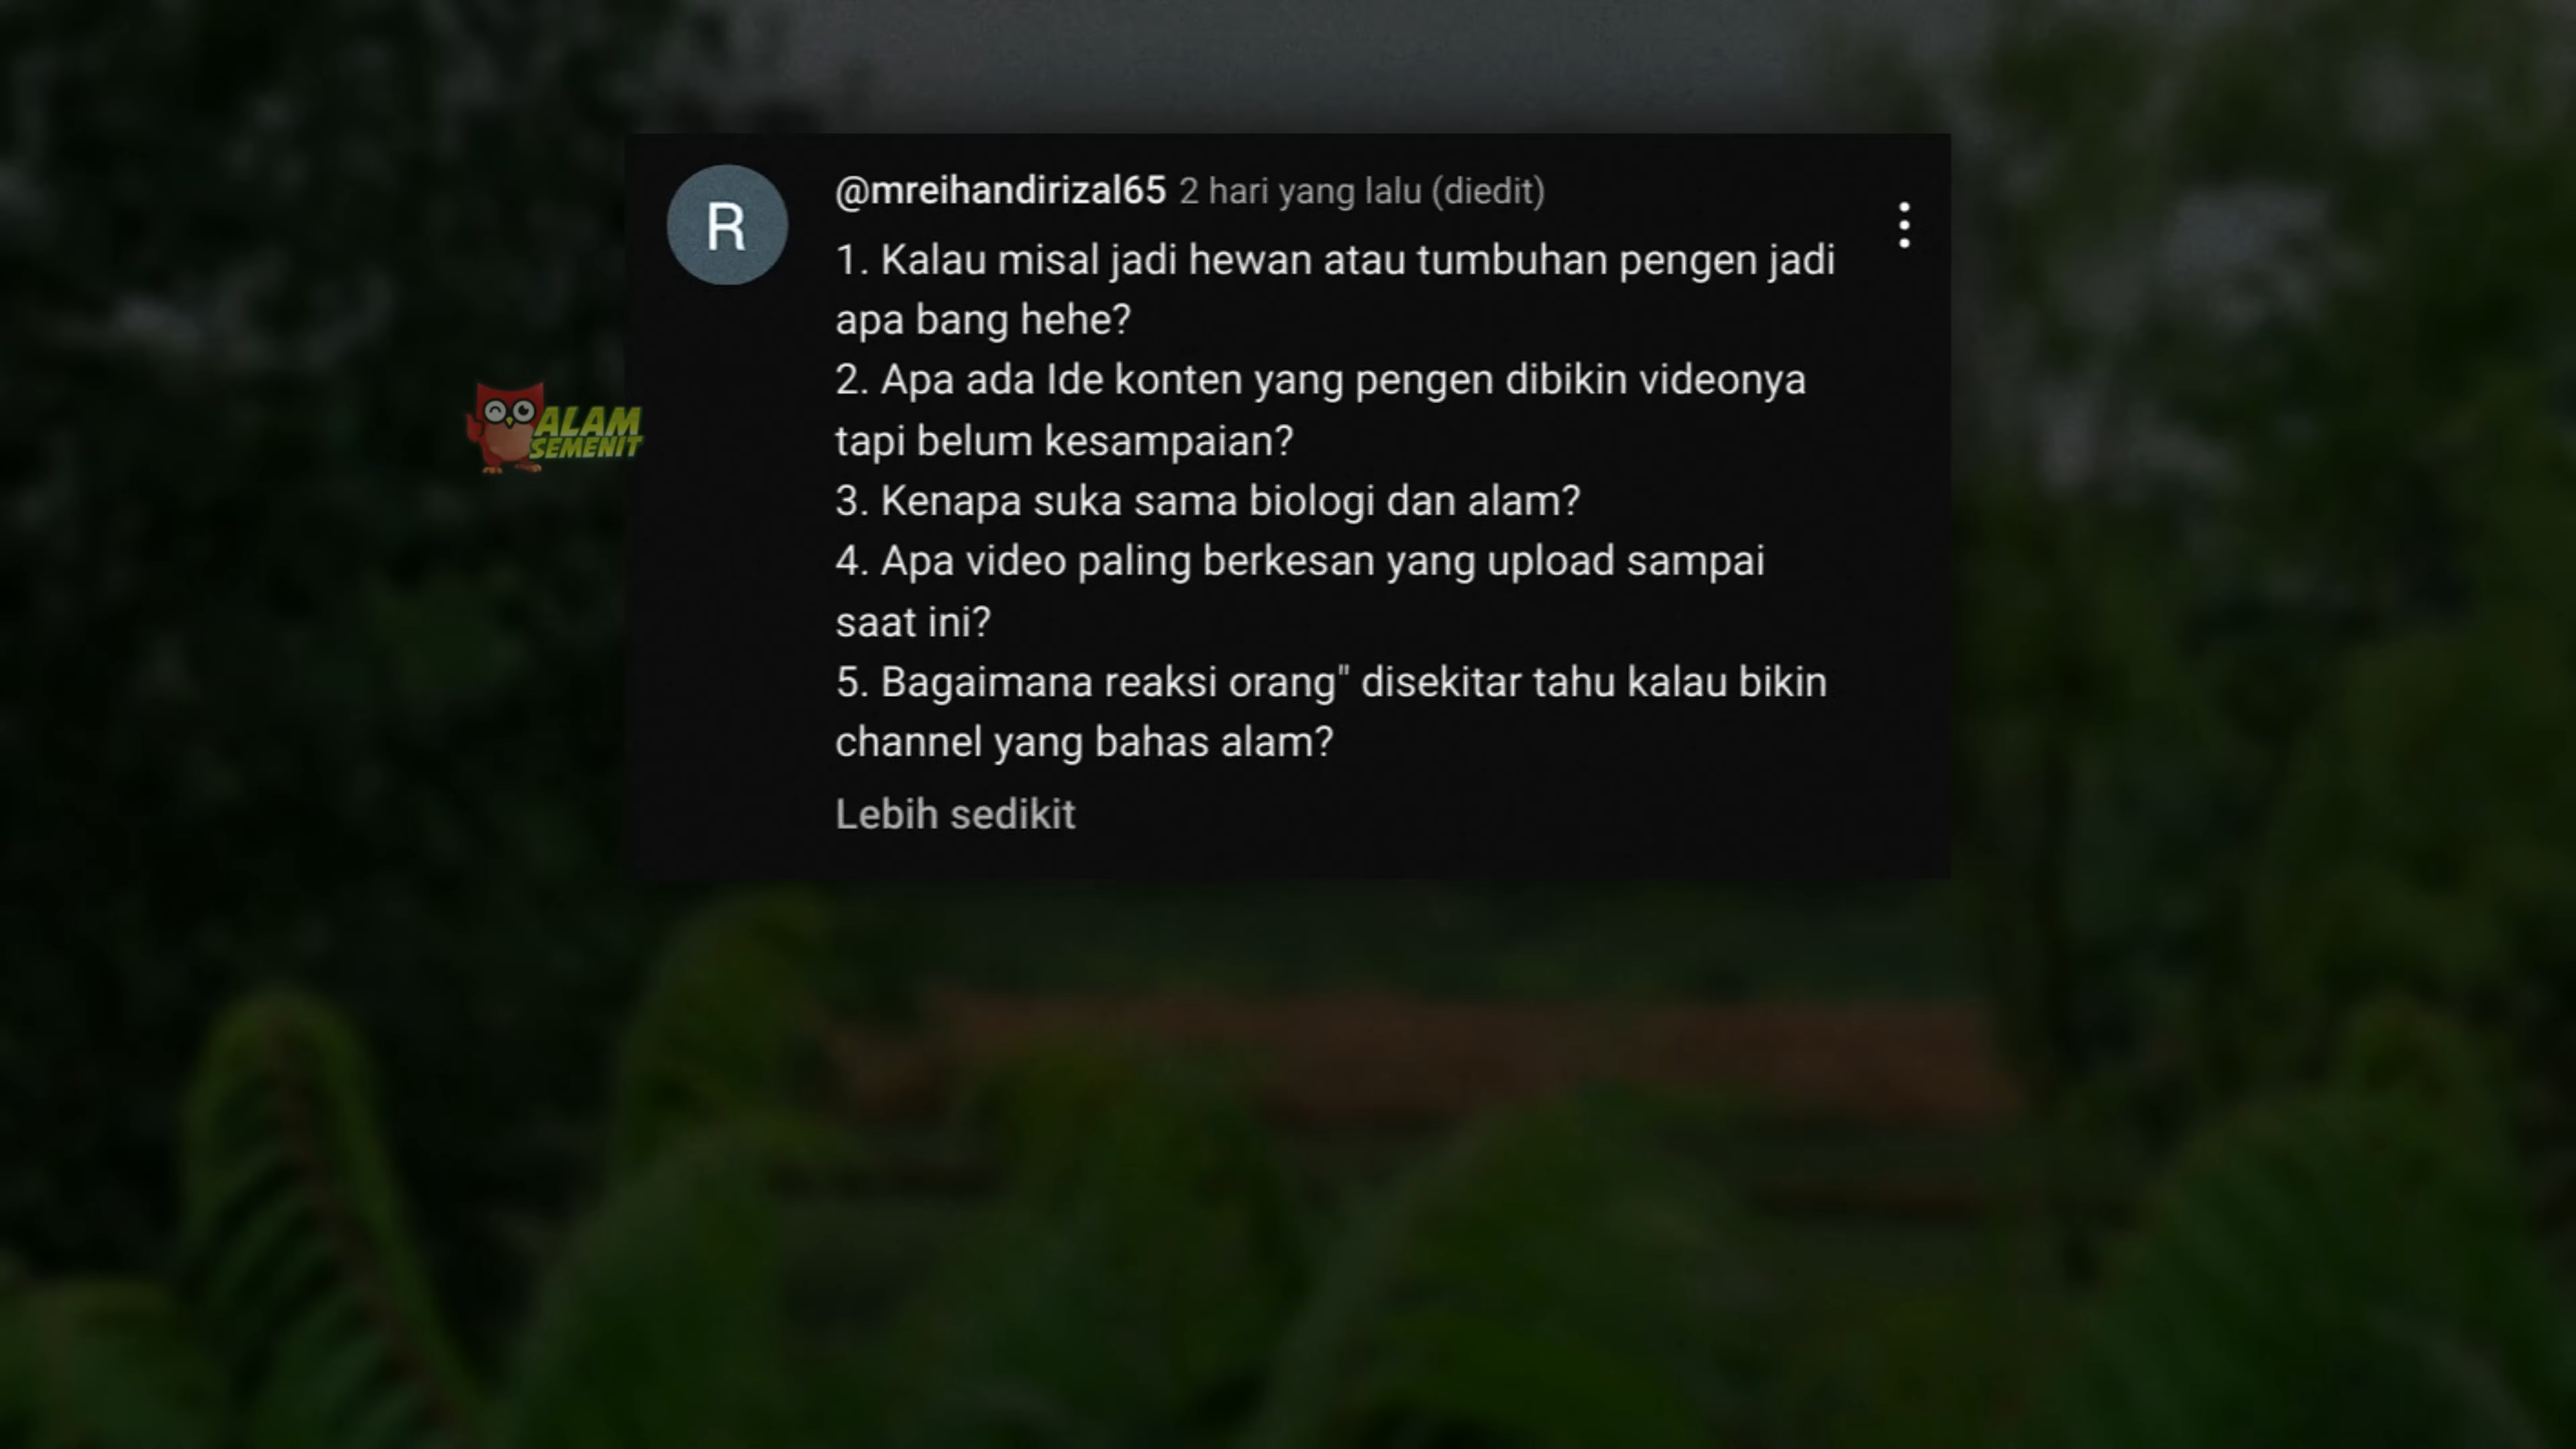 R
@mreihandirizal65 2 hari yang lalu (diedit)
1. Kalau misal jadi hewan atau tumbuhan pengen jadi
apa bang hehe?
2. Apa ada Ide konten yang pengen dibikin videonya
tapi belum kesampaian?
3. Kenapa suka sama biologi dan alam?
4. Apa video paling berkesan yang upload sampai
saat ini?
5. Bagaimana reaksi orang" disekitar tahu kalau bikin
channel yang bahas alam?
Lebih sedikit
ALAM
SEMENIT